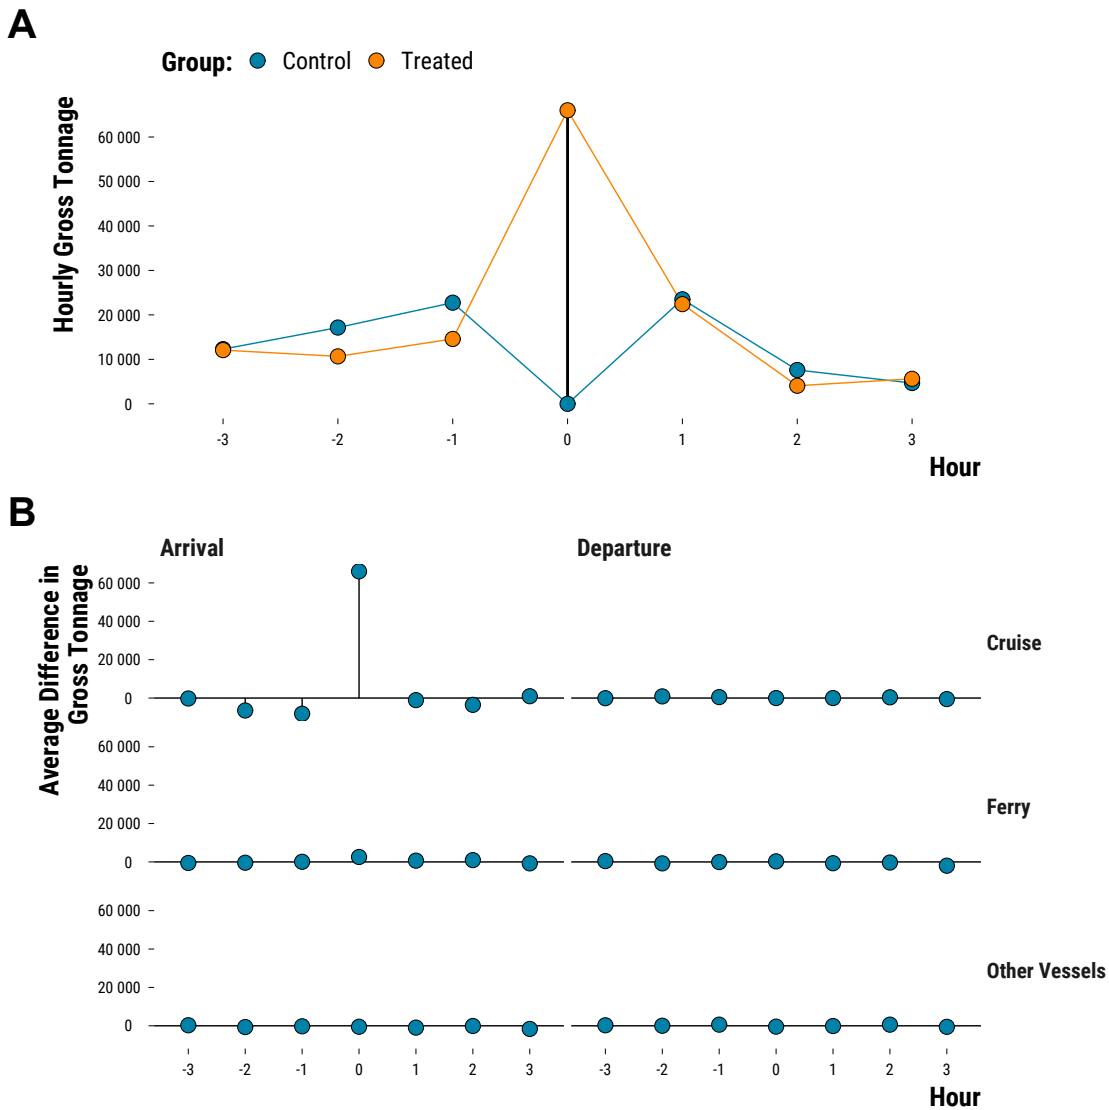 A
Group: Control Treated
Hourly Gross Tonnage
60 000
50 000
40 000
30 000
20 000
10 000
0
-3 -2 -1 0 1 2 3
Hour
B
Arrival Departure
Average Difference in
Gross Tonnage
60 000
40 000
20 000
0
Cruise
60 000
40 000
20 000
0
Ferry
60 000
40 000
20 000
0
Other Vessels
-3 -2 -1 0 1 2 3 -3 -2 -1 0 1 2 3
Hour